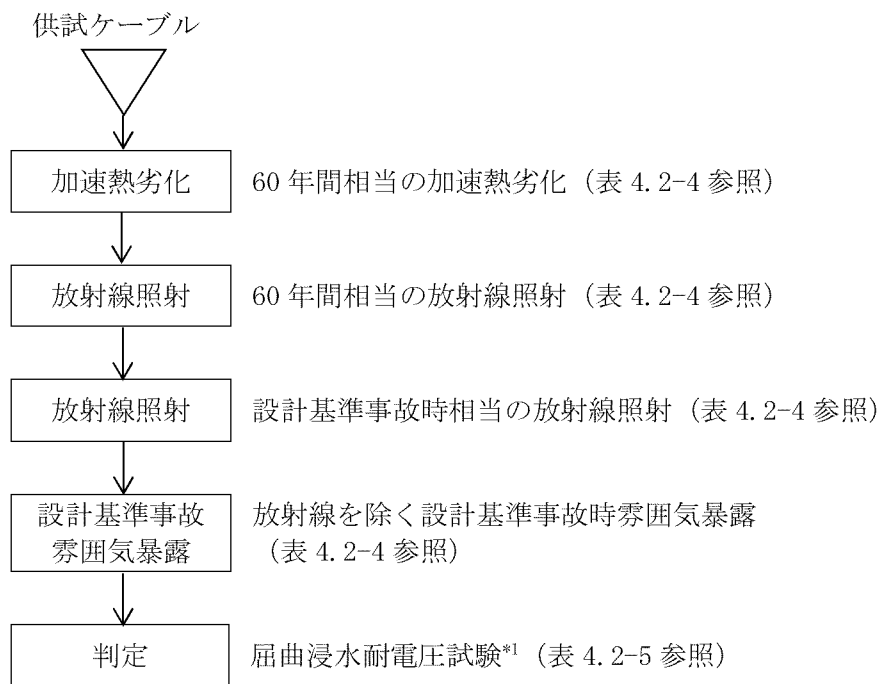 供試ケーブル
加速熱劣化 60 年間相当の加速熱劣化（表 4.2-4 参照）
放射線照射 60 年間相当の放射線照射（表 4.2-4 参照）
放射線照射 設計基準事故時相当の放射線照射（表 4.2-4 参照）
設計基準事故 放射線を除く設計基準事故時雰囲気暴露
雰囲気暴露 （表 4.2-4 参照）
判定 屈曲浸水耐電圧試験*1（表 4.2-5 参照）